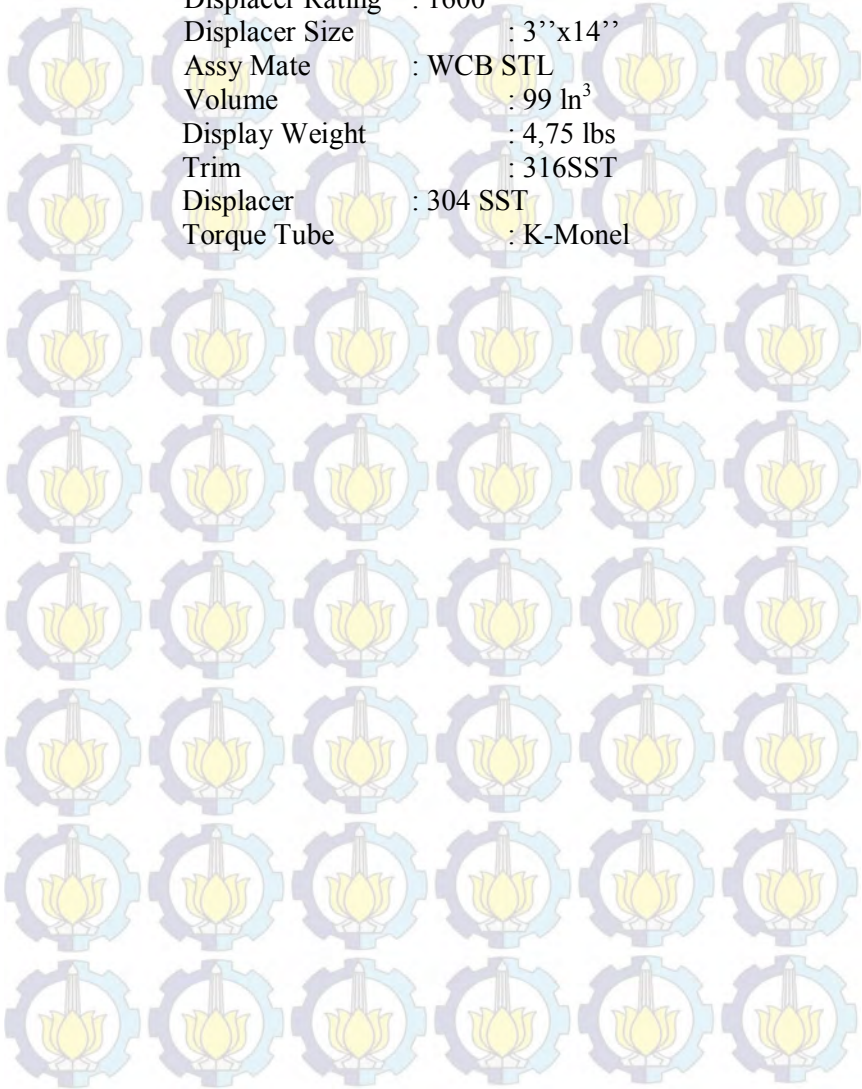 Displacer Rating : 1600
Displacer Size : 3’’x14’’
Assy Mate : WCB STL
Volume : 99 ln³
Display Weight : 4,75 lbs
Trim : 316SST
Displacer : 304 SST
Torque Tube : K-Monel